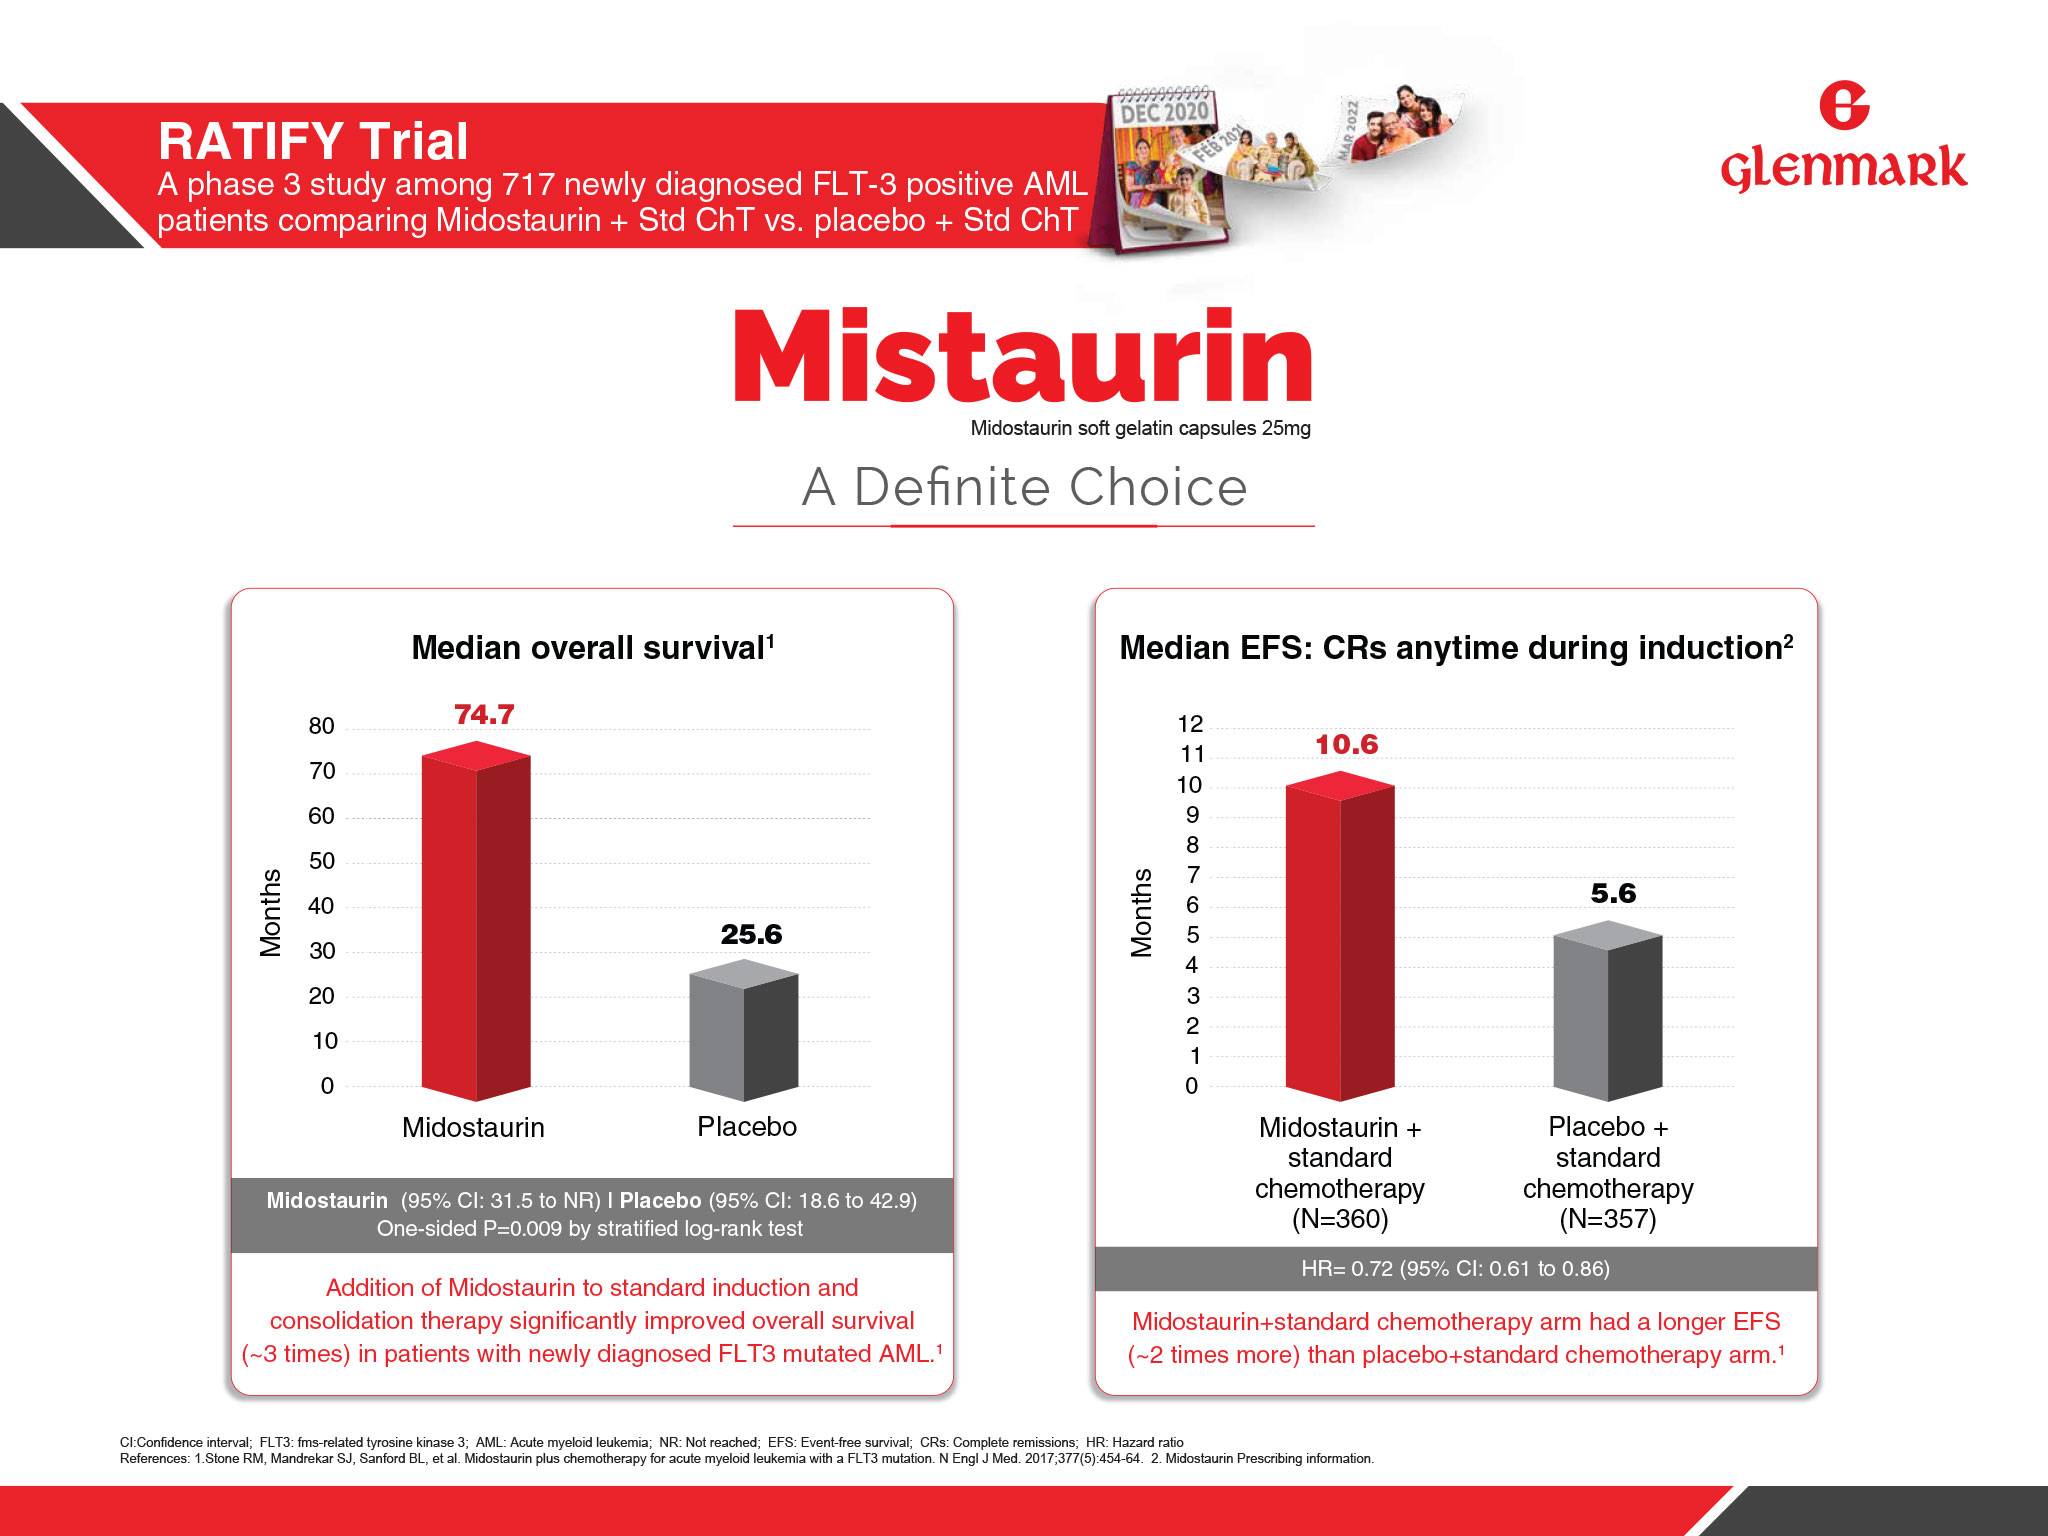 RATIFY Trial
A phase 3 study among 717 newly diagnosed FLT-3 positive AML
patients comparing Midostaurin + Std ChT vs. placebo + Std ChT
DEC 2020
FEB 2021
MAR 2022
GLENMARK
Mistaurin
Midostaurin soft gelatin capsules 25mg
A Definite Choice
Median overall survival¹
Months
80
70
60
50
40
30
20
10
0
74.7
25.6
Midostaurin
Placebo
Midostaurin (95% CI: 31.5 to NR) | Placebo (95% CI: 18.6 to 42.9)
One-sided P=0.009 by stratified log-rank test
Addition of Midostaurin to standard induction and
consolidation therapy significantly improved overall survival
(~3 times) in patients with newly diagnosed FLT3 mutated AML.¹
Median EFS: CRs anytime during induction²
Months
12
11
10
9
8
7
6
5
4
3
2
1
0
10.6
5.6
Midostaurin +
standard
chemotherapy
(N=360)
Placebo +
standard
chemotherapy
(N=357)
HR= 0.72 (95% CI: 0.61 to 0.86)
Midostaurin+standard chemotherapy arm had a longer EFS
(~2 times more) than placebo+standard chemotherapy arm.¹
CI:Confidence interval; FLT3: fms-related tyrosine kinase 3; AML: Acute myeloid leukemia; NR: Not reached; EFS: Event-free survival; CRs: Complete remissions; HR: Hazard ratio
References: 1.Stone RM, Mandrekar SJ, Sanford BL, et al. Midostaurin plus chemotherapy for acute myeloid leukemia with a FLT3 mutation. N Engl J Med. 2017;377(5):454-64. 2. Midostaurin Prescribing information.